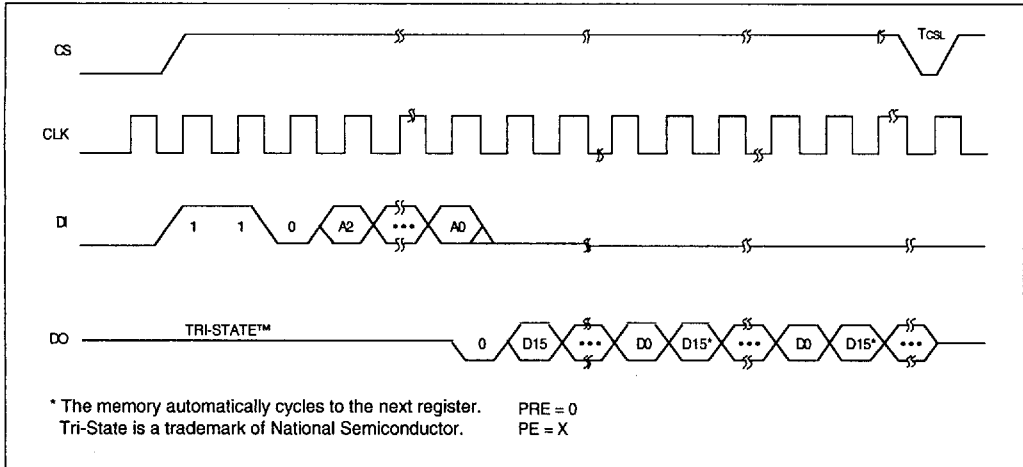 CS
TCSL
CLK
DI 1 1 0 A2 ••• A0
DO TRI-STATE™ 0 D15 ••• D0 D15* ••• D0 D15* •••
* The memory automatically cycles to the next register. PRE = 0
Tri-State is a trademark of National Semiconductor. PE = X